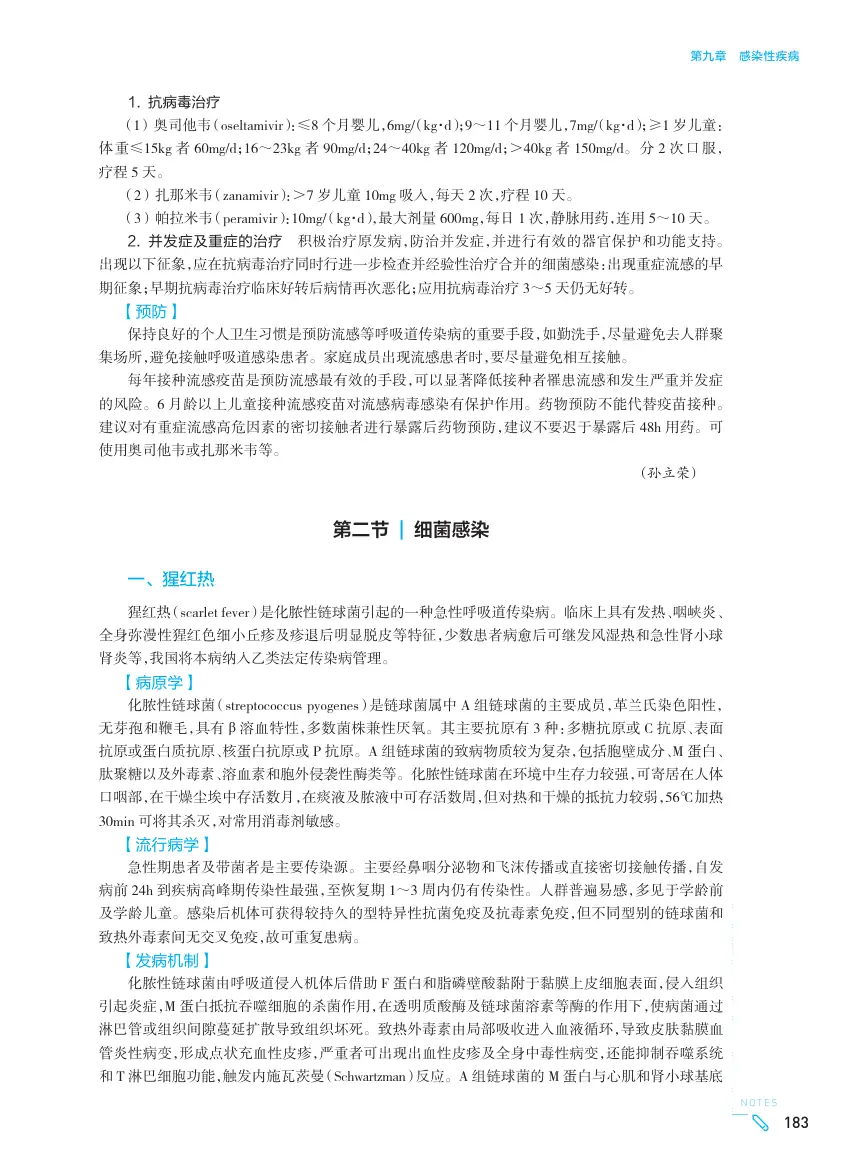 第九章 感染性疾病
1. 抗病毒治疗
（1）奥司他韦（oseltamivir）：≤8 个月婴儿，6mg/（kg·d）；9～11 个月婴儿，7mg/（kg·d）；≥1 岁儿童：
体重≤15kg 者 60mg/d；16～23kg 者 90mg/d；24～40kg 者 120mg/d；＞40kg 者 150mg/d。分 2 次口服，
疗程 5 天。
（2）扎那米韦（zanamivir）：＞7 岁儿童 10mg 吸入，每天 2 次，疗程 10 天。
（3）帕拉米韦（peramivir）：10mg/（kg·d），最大剂量 600mg，每日 1 次，静脉用药，连用 5～10 天。
2. 并发症及重症的治疗 积极治疗原发病，防治并发症，并进行有效的器官保护和功能支持。
出现以下征象，应在抗病毒治疗同时行进一步检查并经验性治疗合并的细菌感染：出现重症流感的早
期征象；早期抗病毒治疗临床好转后病情再次恶化；应用抗病毒治疗 3～5 天仍无好转。
【预防】
保持良好的个人卫生习惯是预防流感等呼吸道传染病的重要手段，如勤洗手，尽量避免去人群聚
集场所，避免接触呼吸道感染患者。家庭成员出现流感患者时，要尽量避免相互接触。
每年接种流感疫苗是预防流感最有效的手段，可以显著降低接种者罹患流感和发生严重并发症
的风险。6 月龄以上儿童接种流感疫苗对流感病毒感染有保护作用。药物预防不能代替疫苗接种。
建议对有重症流感高危因素的密切接触者进行暴露后药物预防，建议不要迟于暴露后 48h 用药。可
使用奥司他韦或扎那米韦等。
（孙立荣）
第二节 | 细菌感染
一、猩红热
猩红热（scarlet fever）是化脓性链球菌引起的一种急性呼吸道传染病。临床上具有发热、咽峡炎、
全身弥漫性猩红色细小丘疹及疹退后明显脱皮等特征，少数患者病愈后可继发风湿热和急性肾小球
肾炎等，我国将本病纳入乙类法定传染病管理。
【病原学】
化脓性链球菌（streptococcus pyogenes）是链球菌属中 A 组链球菌的主要成员，革兰氏染色阳性，
无芽孢和鞭毛，具有 β 溶血特性，多数菌株兼性厌氧。其主要抗原有 3 种：多糖抗原或 C 抗原、表面
抗原或蛋白质抗原、核蛋白抗原或 P 抗原。A 组链球菌的致病物质较为复杂，包括胞壁成分、M 蛋白、
肽聚糖以及外毒素、溶血素和胞外侵袭性酶类等。化脓性链球菌在环境中生存力较强，可寄居在人体
口咽部，在干燥尘埃中存活数月，在痰液及脓液中可存活数周，但对热和干燥的抵抗力较弱，56℃加热
30min 可将其杀灭，对常用消毒剂敏感。
【流行病学】
急性期患者及带菌者是主要传染源。主要经鼻咽分泌物和飞沫传播或直接密切接触传播，自发
病前 24h 到疾病高峰期传染性最强，至恢复期 1～3 周内仍有传染性。人群普遍易感，多见于学龄前
及学龄儿童。感染后机体可获得较持久的型特异性抗菌免疫及抗毒素免疫，但不同型别的链球菌和
致热外毒素间无交叉免疫，故可重复患病。
【发病机制】
化脓性链球菌由呼吸道侵入机体后借助 F 蛋白和脂磷壁酸黏附于黏膜上皮细胞表面，侵入组织
引起炎症，M 蛋白抵抗吞噬细胞的杀菌作用，在透明质酸酶及链球菌溶素等酶的作用下，使病菌通过
淋巴管或组织间隙蔓延扩散导致组织坏死。致热外毒素由局部吸收进入血液循环，导致皮肤黏膜血
管炎性病变，形成点状充血性皮疹，严重者可出现出血性皮疹及全身中毒性病变，还能抑制吞噬系统
和 T 淋巴细胞功能，触发内施瓦茨曼（Schwartzman）反应。A 组链球菌的 M 蛋白与心肌和肾小球基底
NOTES
183